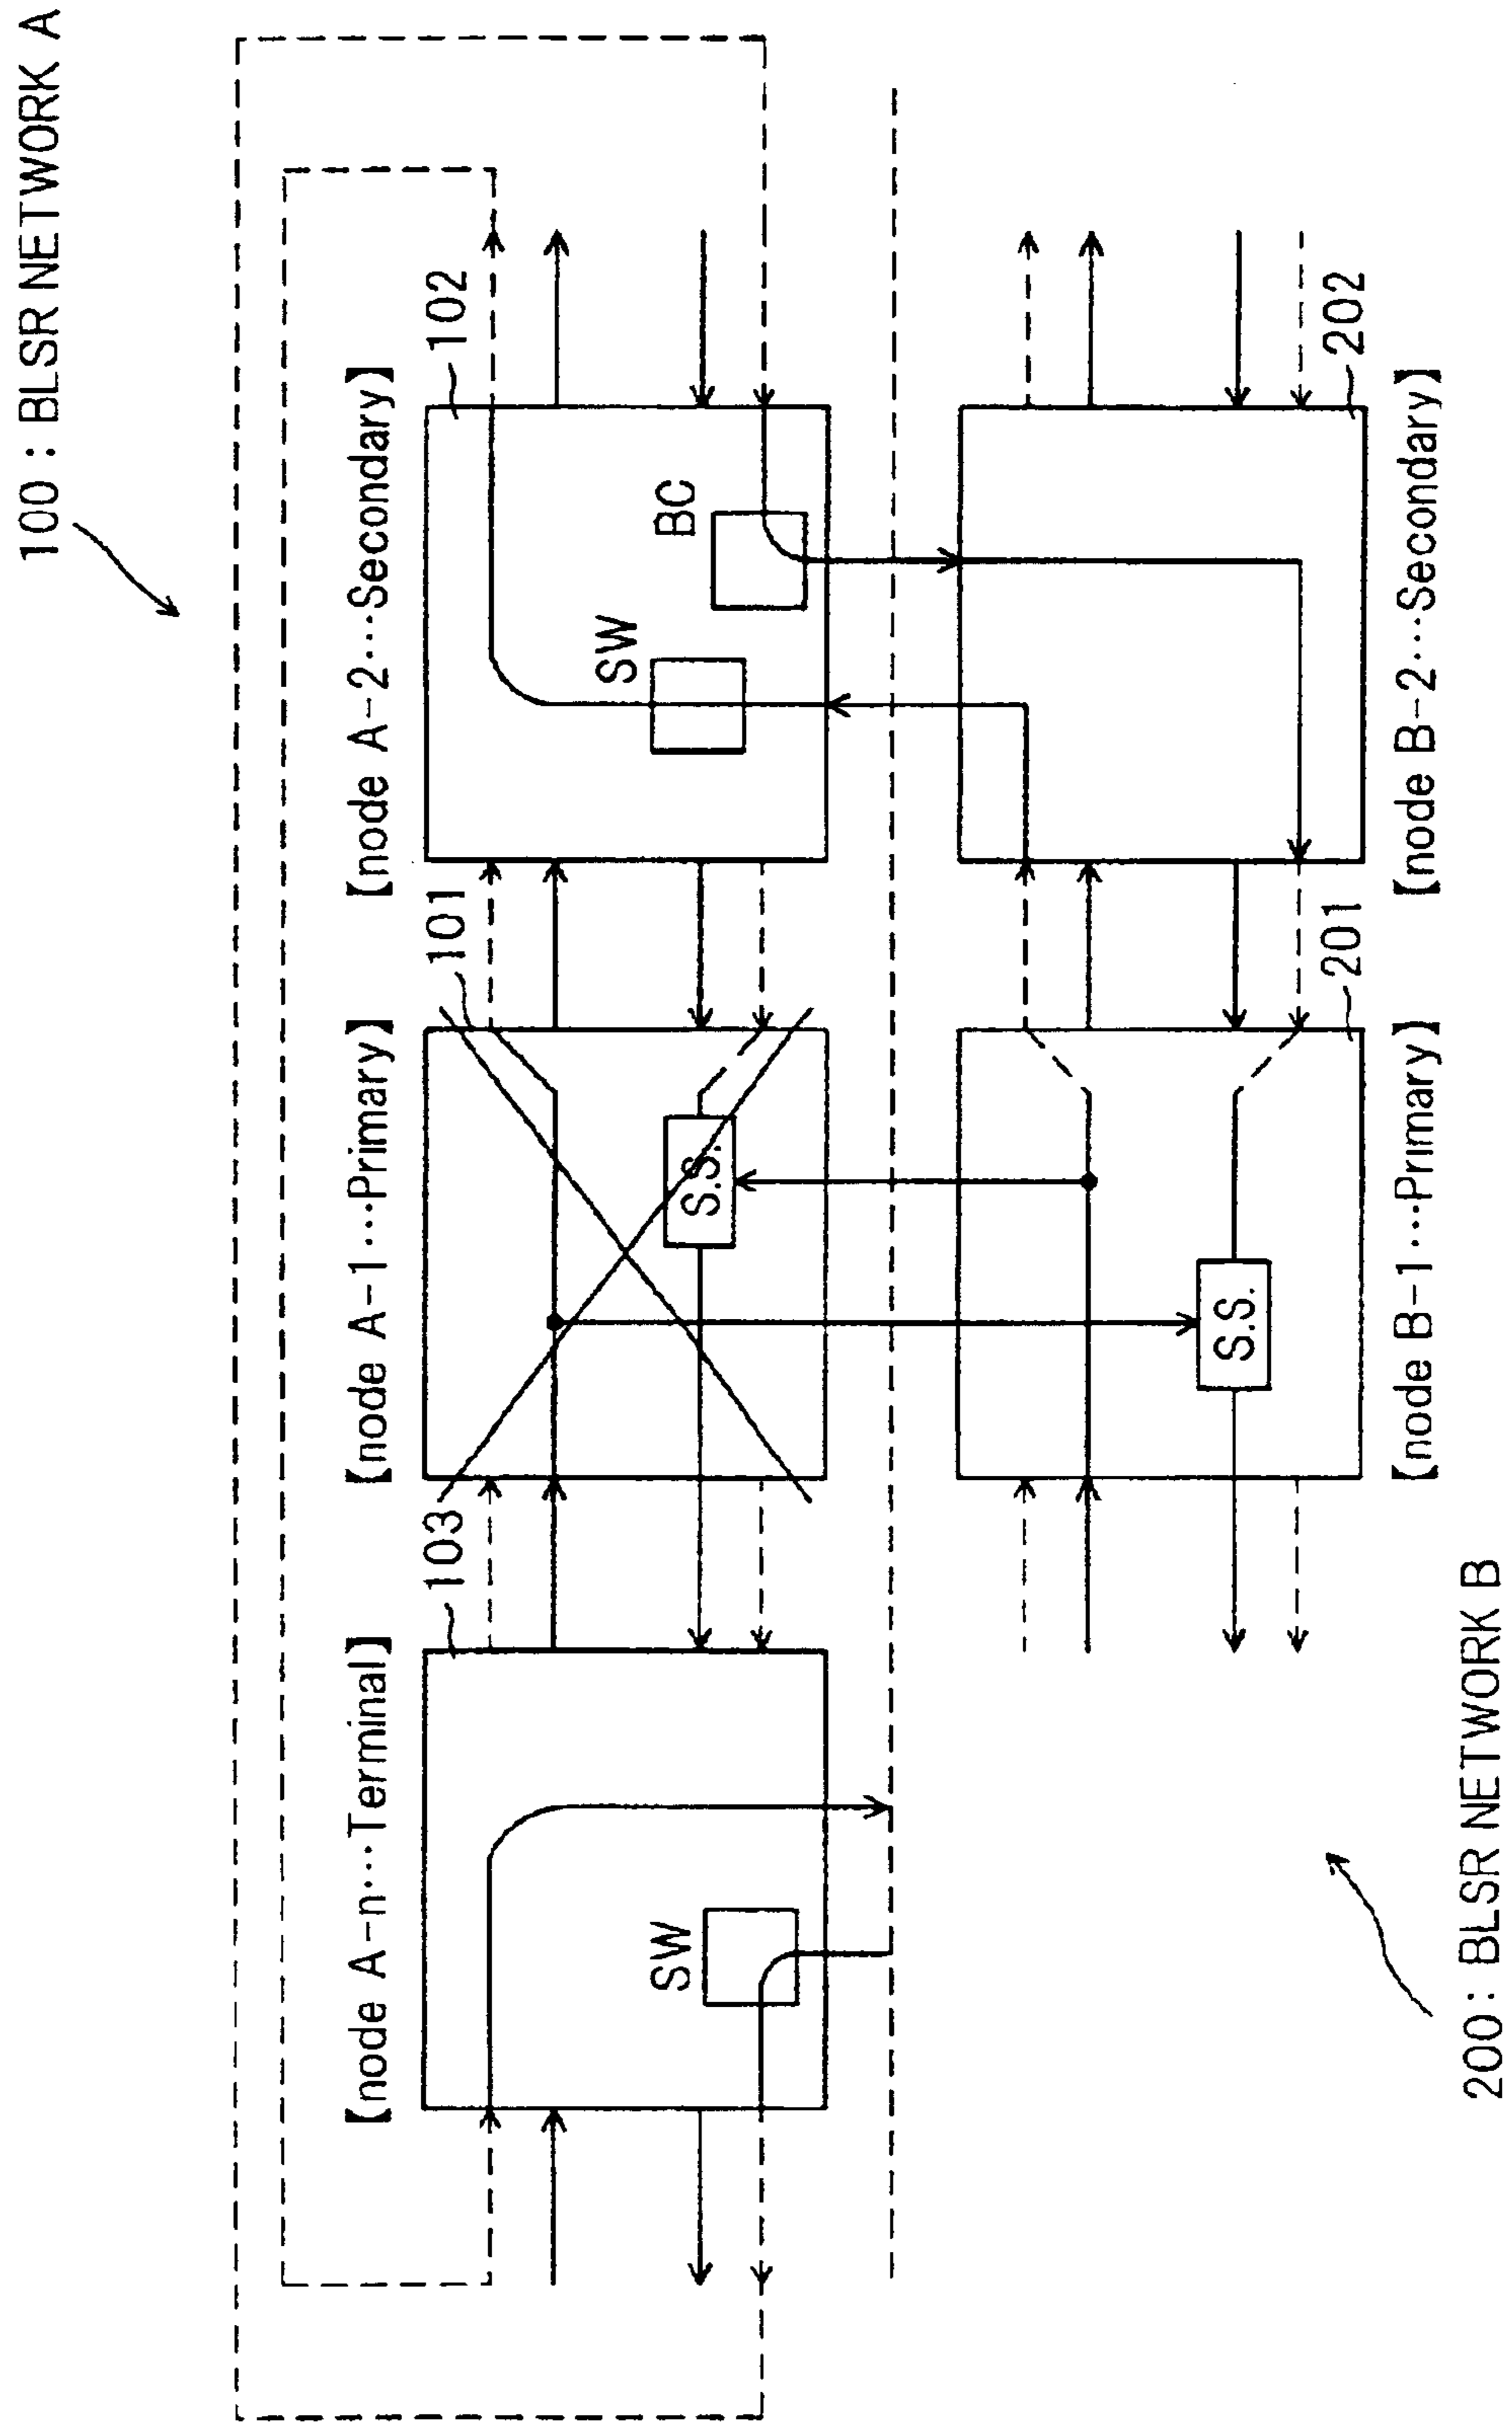 100 : BLSR NETWORK A
【node A-n···Terminal】
103
SW
【node A-1···Primary】
101
S.S.
【node A-2···Secondary】
102
SW
BC
S.S.
201
【node B-1···Primary】
202
【node B-2···Secondary】
200 : BLSR NETWORK B